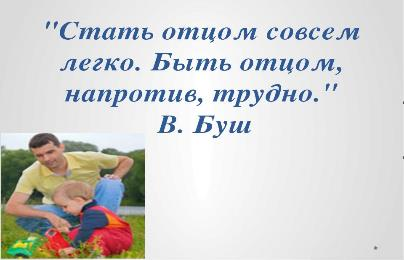 "Стать отцом совсем
легко. Быть отцом,
напротив, трудно."
В. Буш